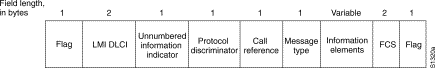 Field length,
in bytes
1 2 1 1 1 1 Variable 2 1
Flag
LMI DLCI
Unnumbered
information
indicator
Protocol
discriminator
Call
reference
Message
type
Information
elements
FCS
Flag
S1320a